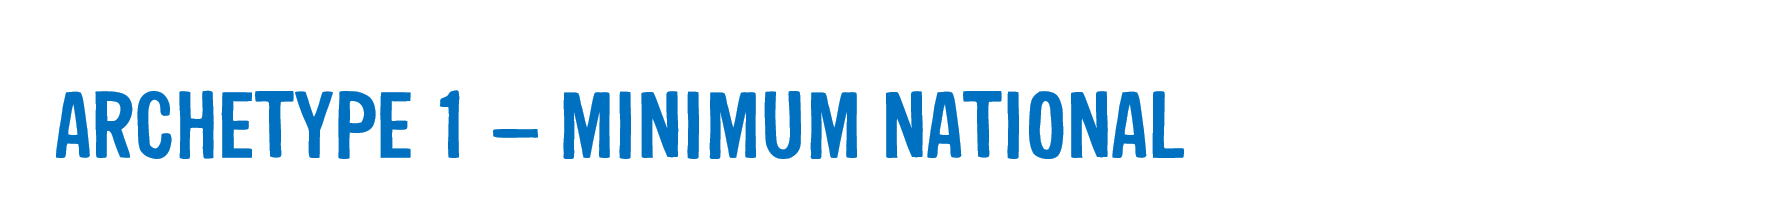 ARCHETYPE 1 – MINIMUM NATIONAL